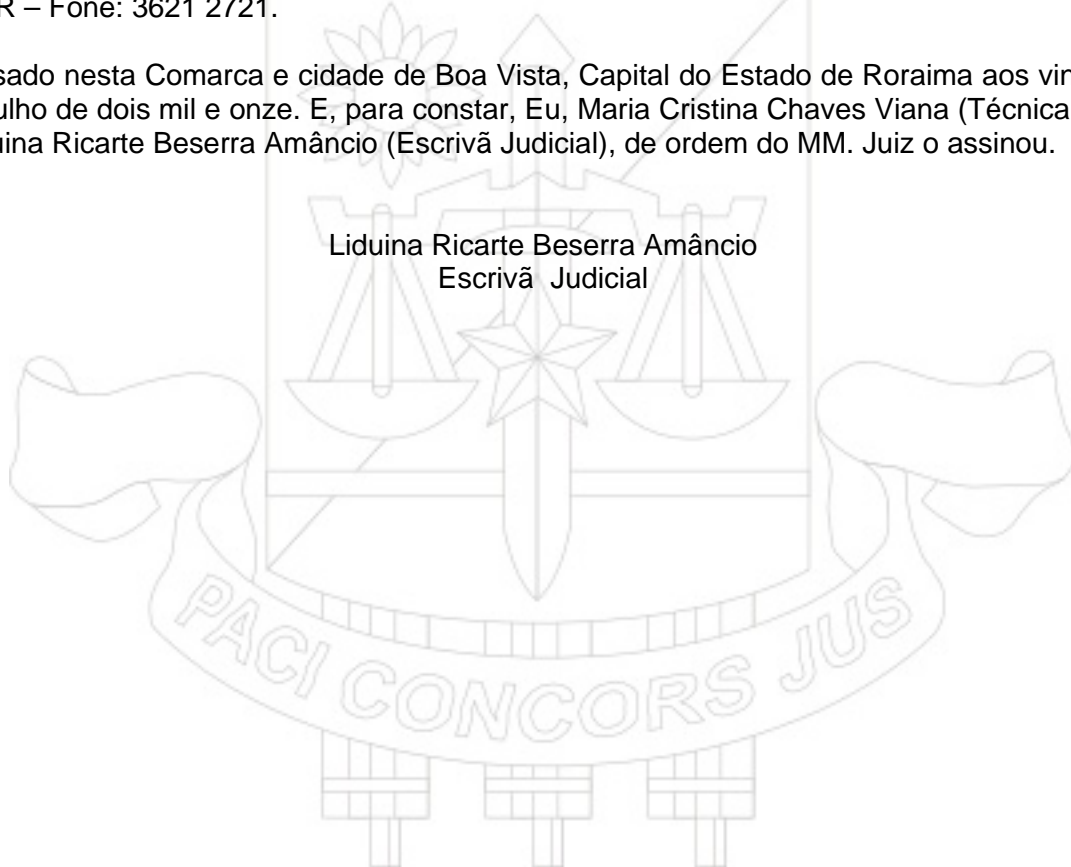 R – Fone: 3621 2721.
sado nesta Comarca e cidade de Boa Vista, Capital do Estado de Roraima aos vin
ulho de dois mil e onze. E, para constar, Eu, Maria Cristina Chaves Viana (Técnica
uina Ricarte Beserra Amâncio (Escrivã Judicial), de ordem do MM. Juiz o assinou.
Liduina Ricarte Beserra Amâncio
Escrivã Judicial
PACI CONCORS JUS